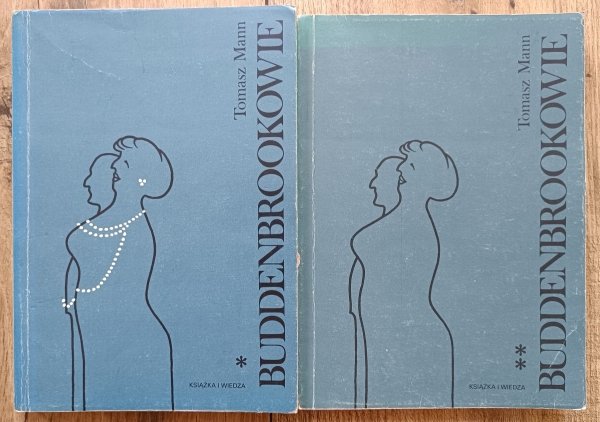 Tomasz Mann
BUDDENBROOKOWIE
*
KSIĄŻKA I WIEDZA
Tomasz Mann
BUDDENBROOKOWIE
**
KSIĄŻKA I WIEDZA